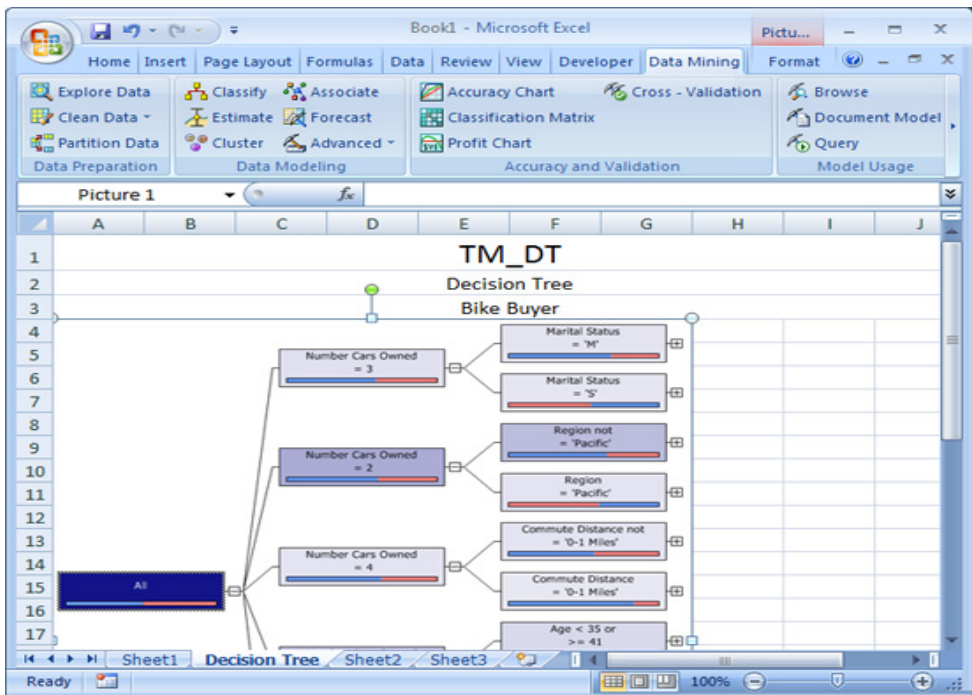 Book1 - Microsoft Excel
Pictu...
Home Insert Page Layout Formulas Data Review View Developer Data Mining Format
Explore Data Classify Associate Accuracy Chart Cross - Validation Browse
Clean Data Estimate Forecast Classification Matrix Document Model
Partition Data Cluster Advanced Profit Chart Query
Data Preparation Data Modeling Accuracy and Validation Model Usage
Picture 1 fx
A B C D E F G H I J
1 TM_DT
2 Decision Tree
3 Bike Buyer
4 Marital Status
= 'M'
5 Number Cars Owned
= 3
6 Marital Status
= 'S'
7
8 Region not
9 = 'Pacific'
Number Cars Owned
10 = 2
Region
11 = 'Pacific'
12
Commute Distance not
13 = '0-1 Miles'
Number Cars Owned
14 = 4
Commute Distance
15 All = '0-1 Miles'
16
Age < 35 or
17 >= 41
Sheet1 Decision Tree Sheet2 Sheet3
Ready 100%